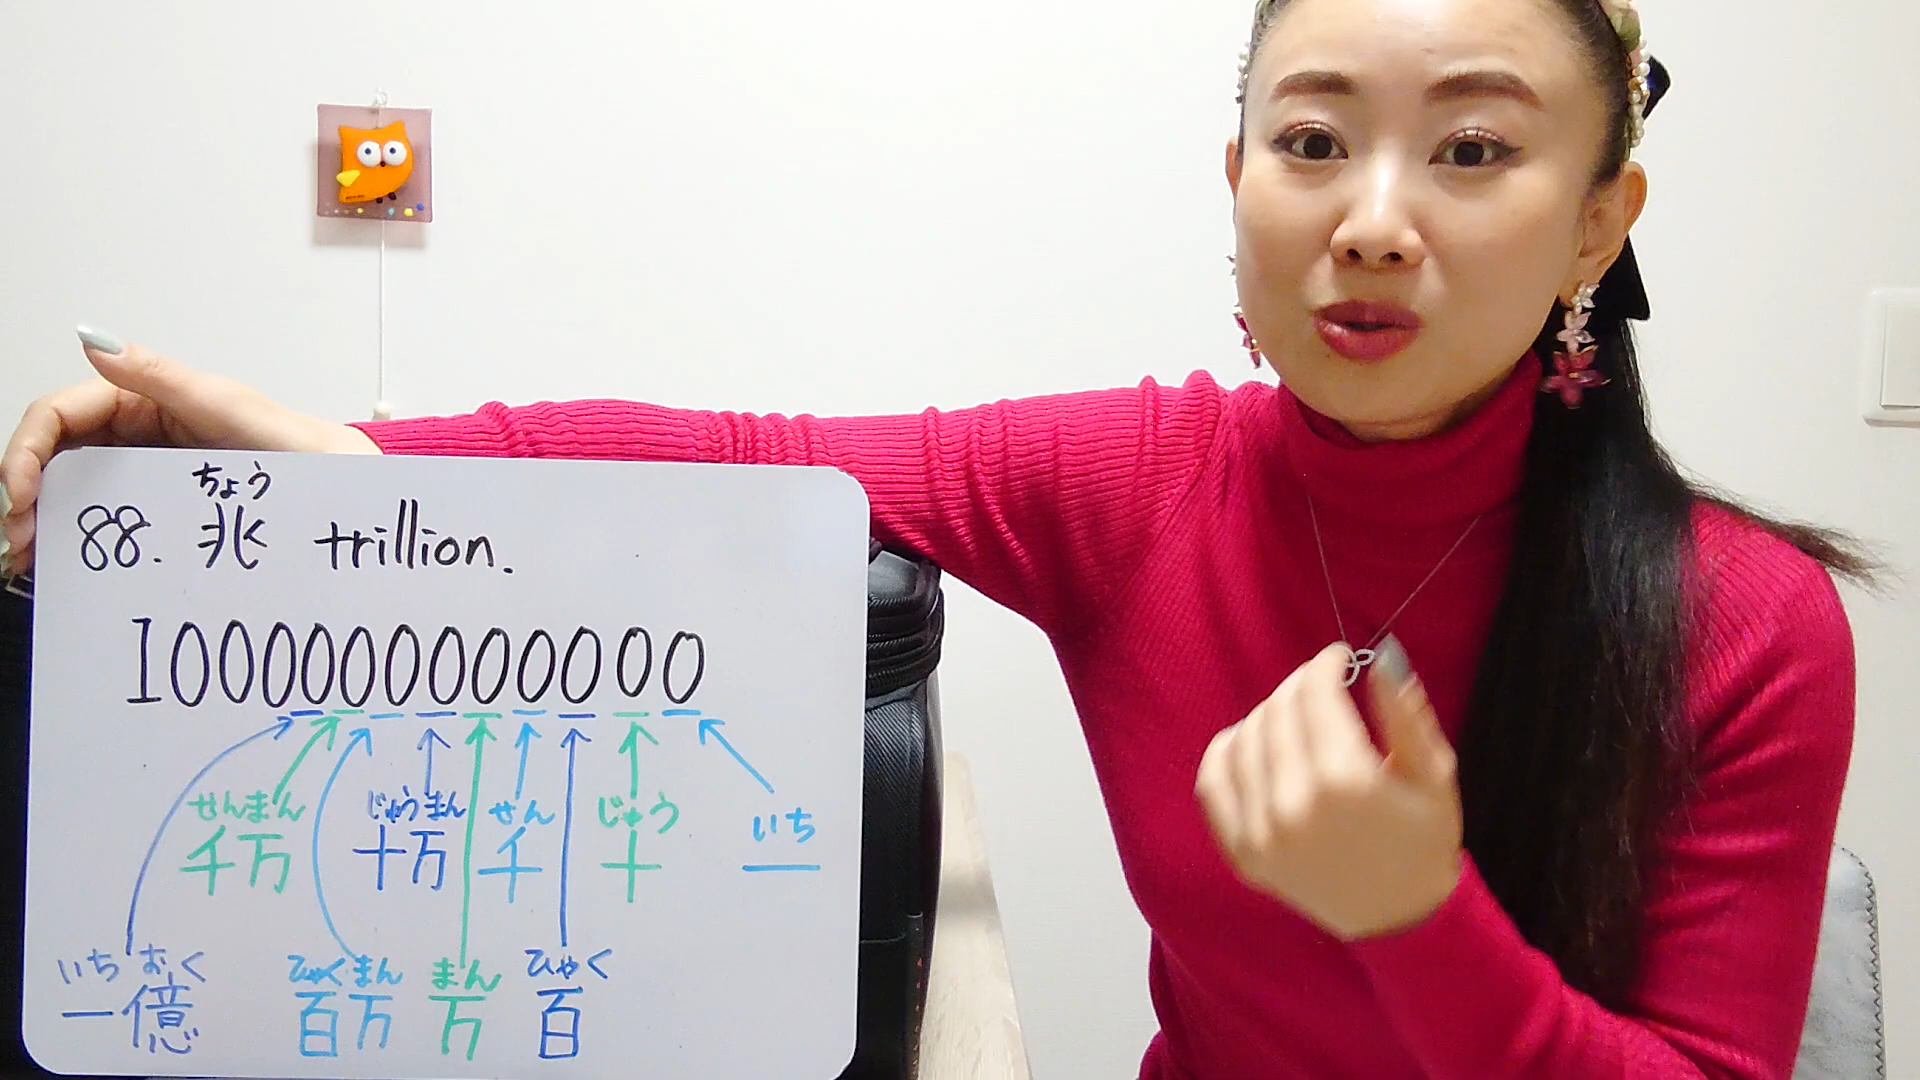 ちょう
88. 兆 trillion.
1000000000000
せんまん じゅうまん せん じゅう いち
千万 十万 千 十 一
いち おく ひゃくまん まん ひゃく
一億 百万 万 百